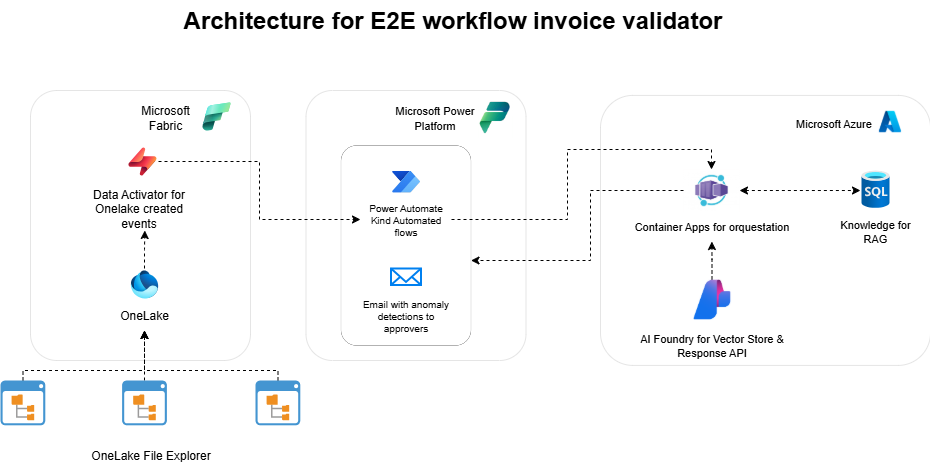 Architecture for E2E workflow invoice validator
Microsoft
Fabric
Data Activator for
Onelake created
events
OneLake
OneLake File Explorer
Microsoft Power
Platform
Power Automate
Kind Automated
flows
Email with anomaly
detections to
approvers
Microsoft Azure
Container Apps for orquestation
SQL
Knowledge for
RAG
AI Foundry for Vector Store &
Response API